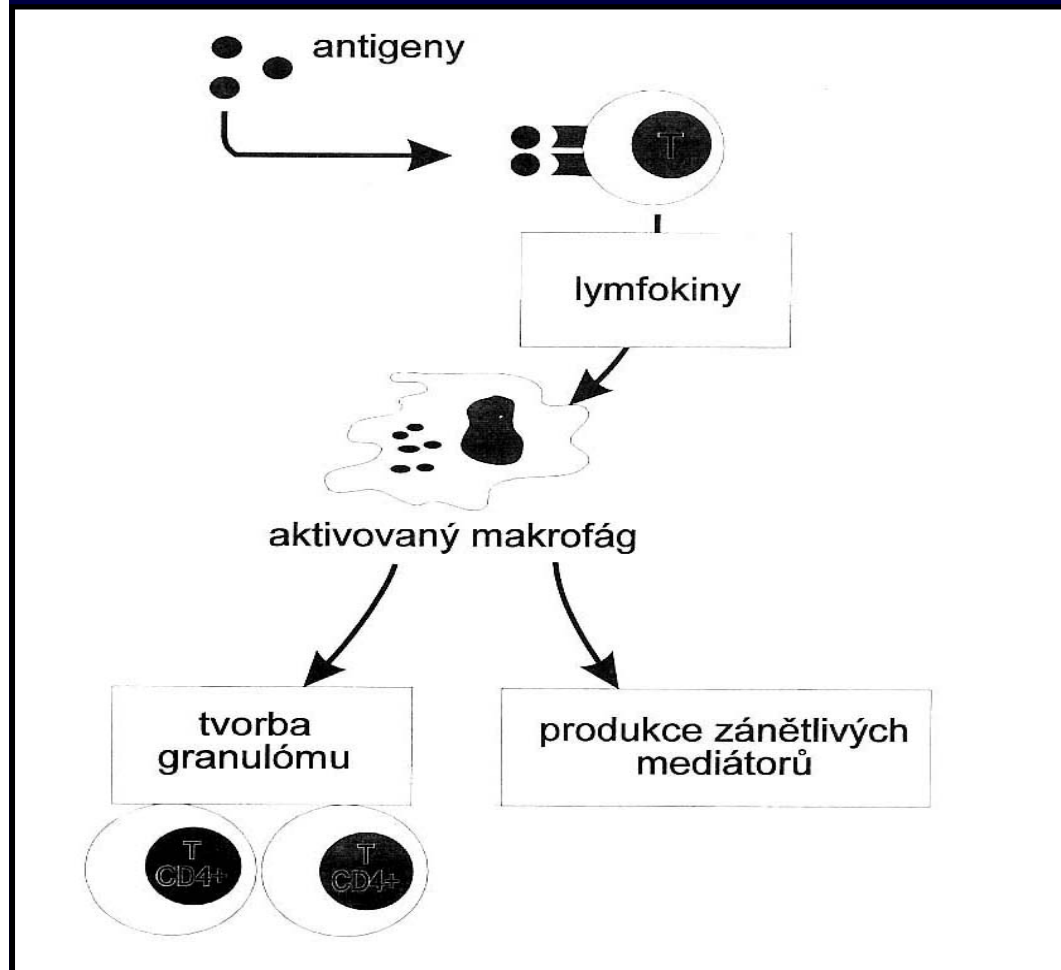 antigeny
T
lymfokiny
aktivovaný makrofág
tvorba
granulómu
produkce zánětlivých
mediátorů
T
CD4+
T
CD4+